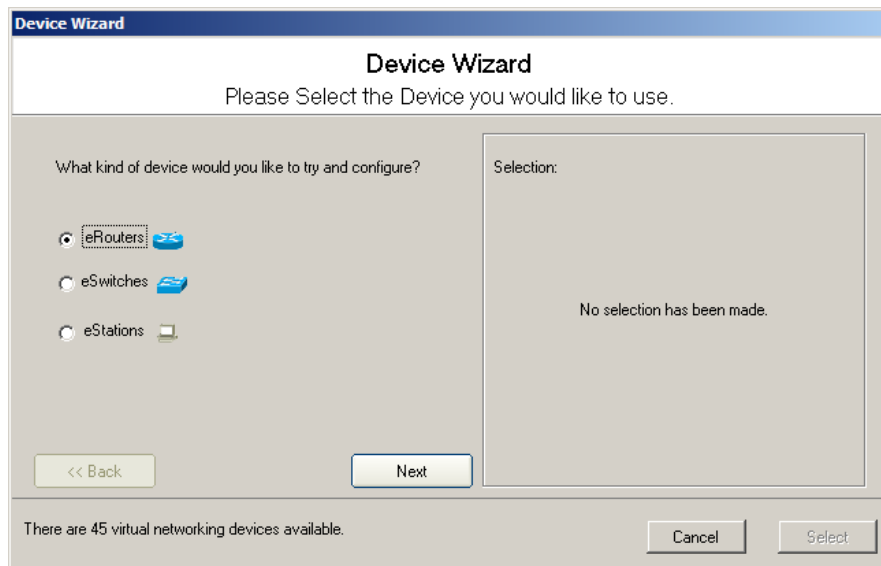 Device Wizard
Device Wizard
Please Select the Device you would like to use.
What kind of device would you like to try and configure?
eRouters
eSwitches
eStations
<< Back
Next
Selection:
No selection has been made.
There are 45 virtual networking devices available.
Cancel
Select